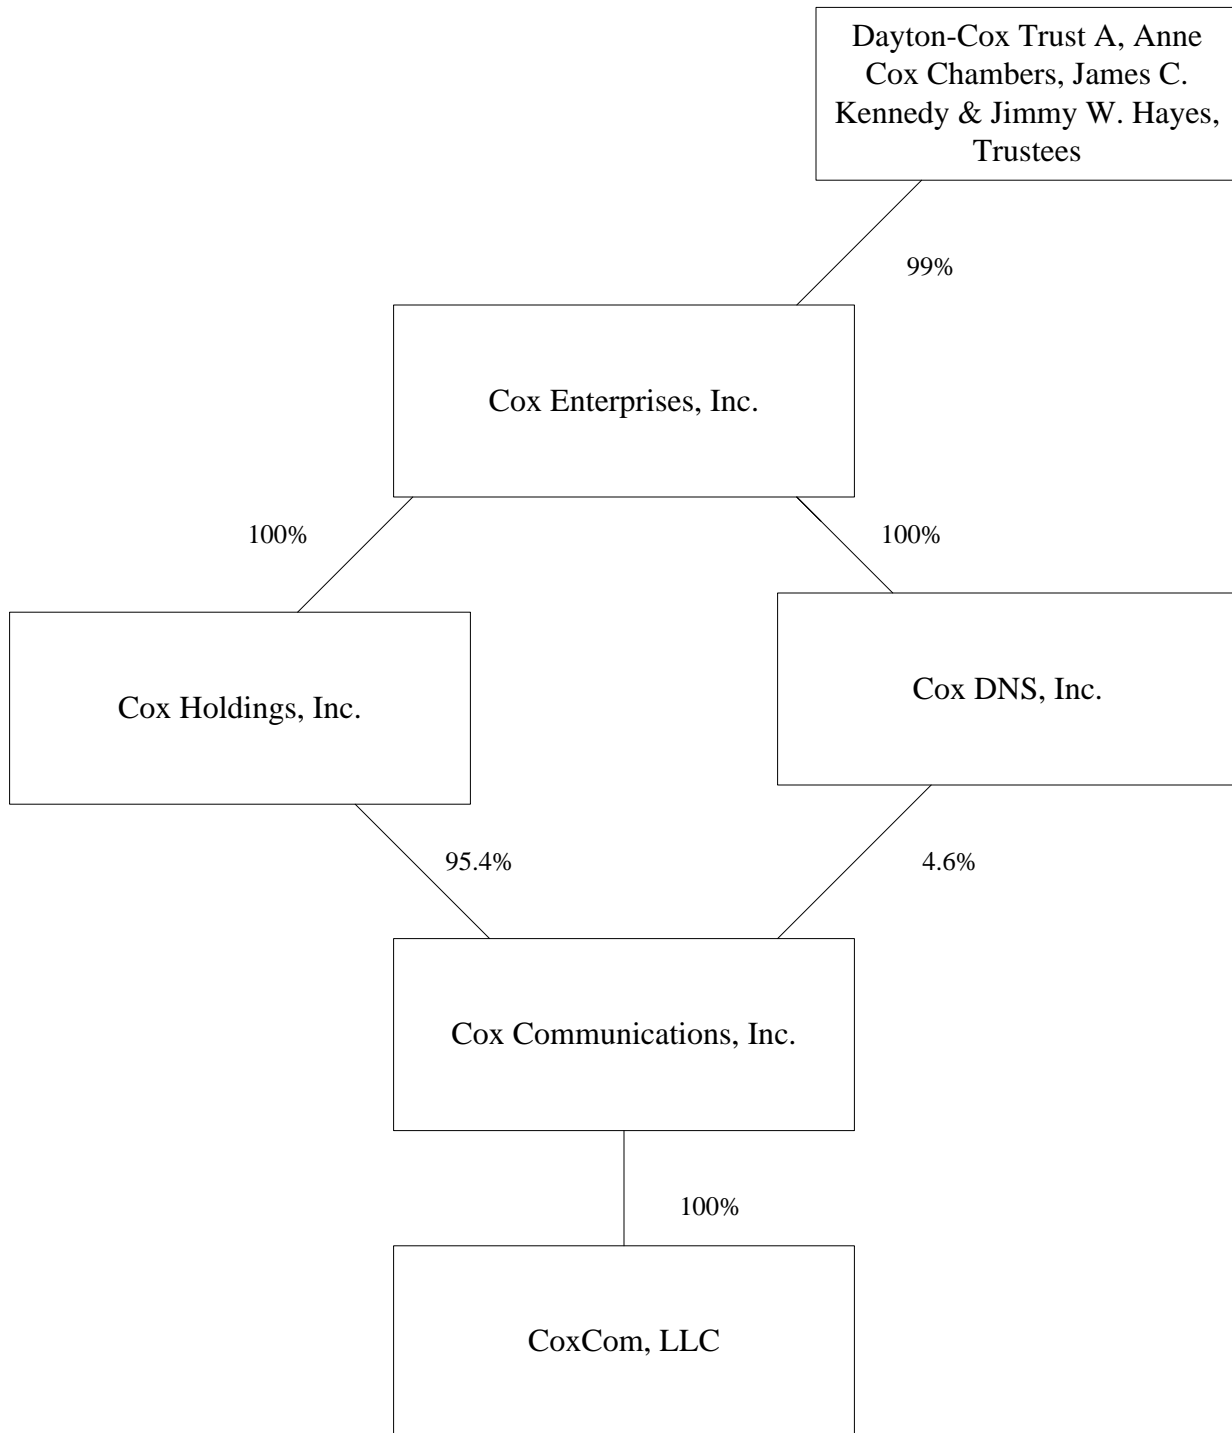 Dayton-Cox Trust A, Anne
Cox Chambers, James C.
Kennedy & Jimmy W. Hayes,
Trustees
99%
Cox Enterprises, Inc.
100%
100%
Cox Holdings, Inc.
Cox DNS, Inc.
95.4%
4.6%
Cox Communications, Inc.
100%
CoxCom, LLC